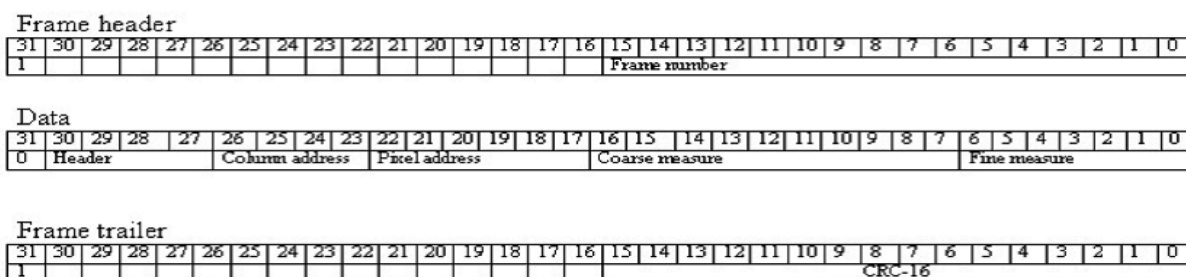 Frame header
31 30 29 28 27 26 25 24 23 22 21 20 19 18 17 16 15 14 13 12 11 10 9 8 7 6 5 4 3 2 1 0
1 Frame number
Data
31 30 29 28 27 26 25 24 23 22 21 20 19 18 17 16 15 14 13 12 11 10 9 8 7 6 5 4 3 2 1 0
0 Header Column address Pixel address Coarse measure Fine measure
Frame trailer
31 30 29 28 27 26 25 24 23 22 21 20 19 18 17 16 15 14 13 12 11 10 9 8 7 6 5 4 3 2 1 0
1 CRC-16